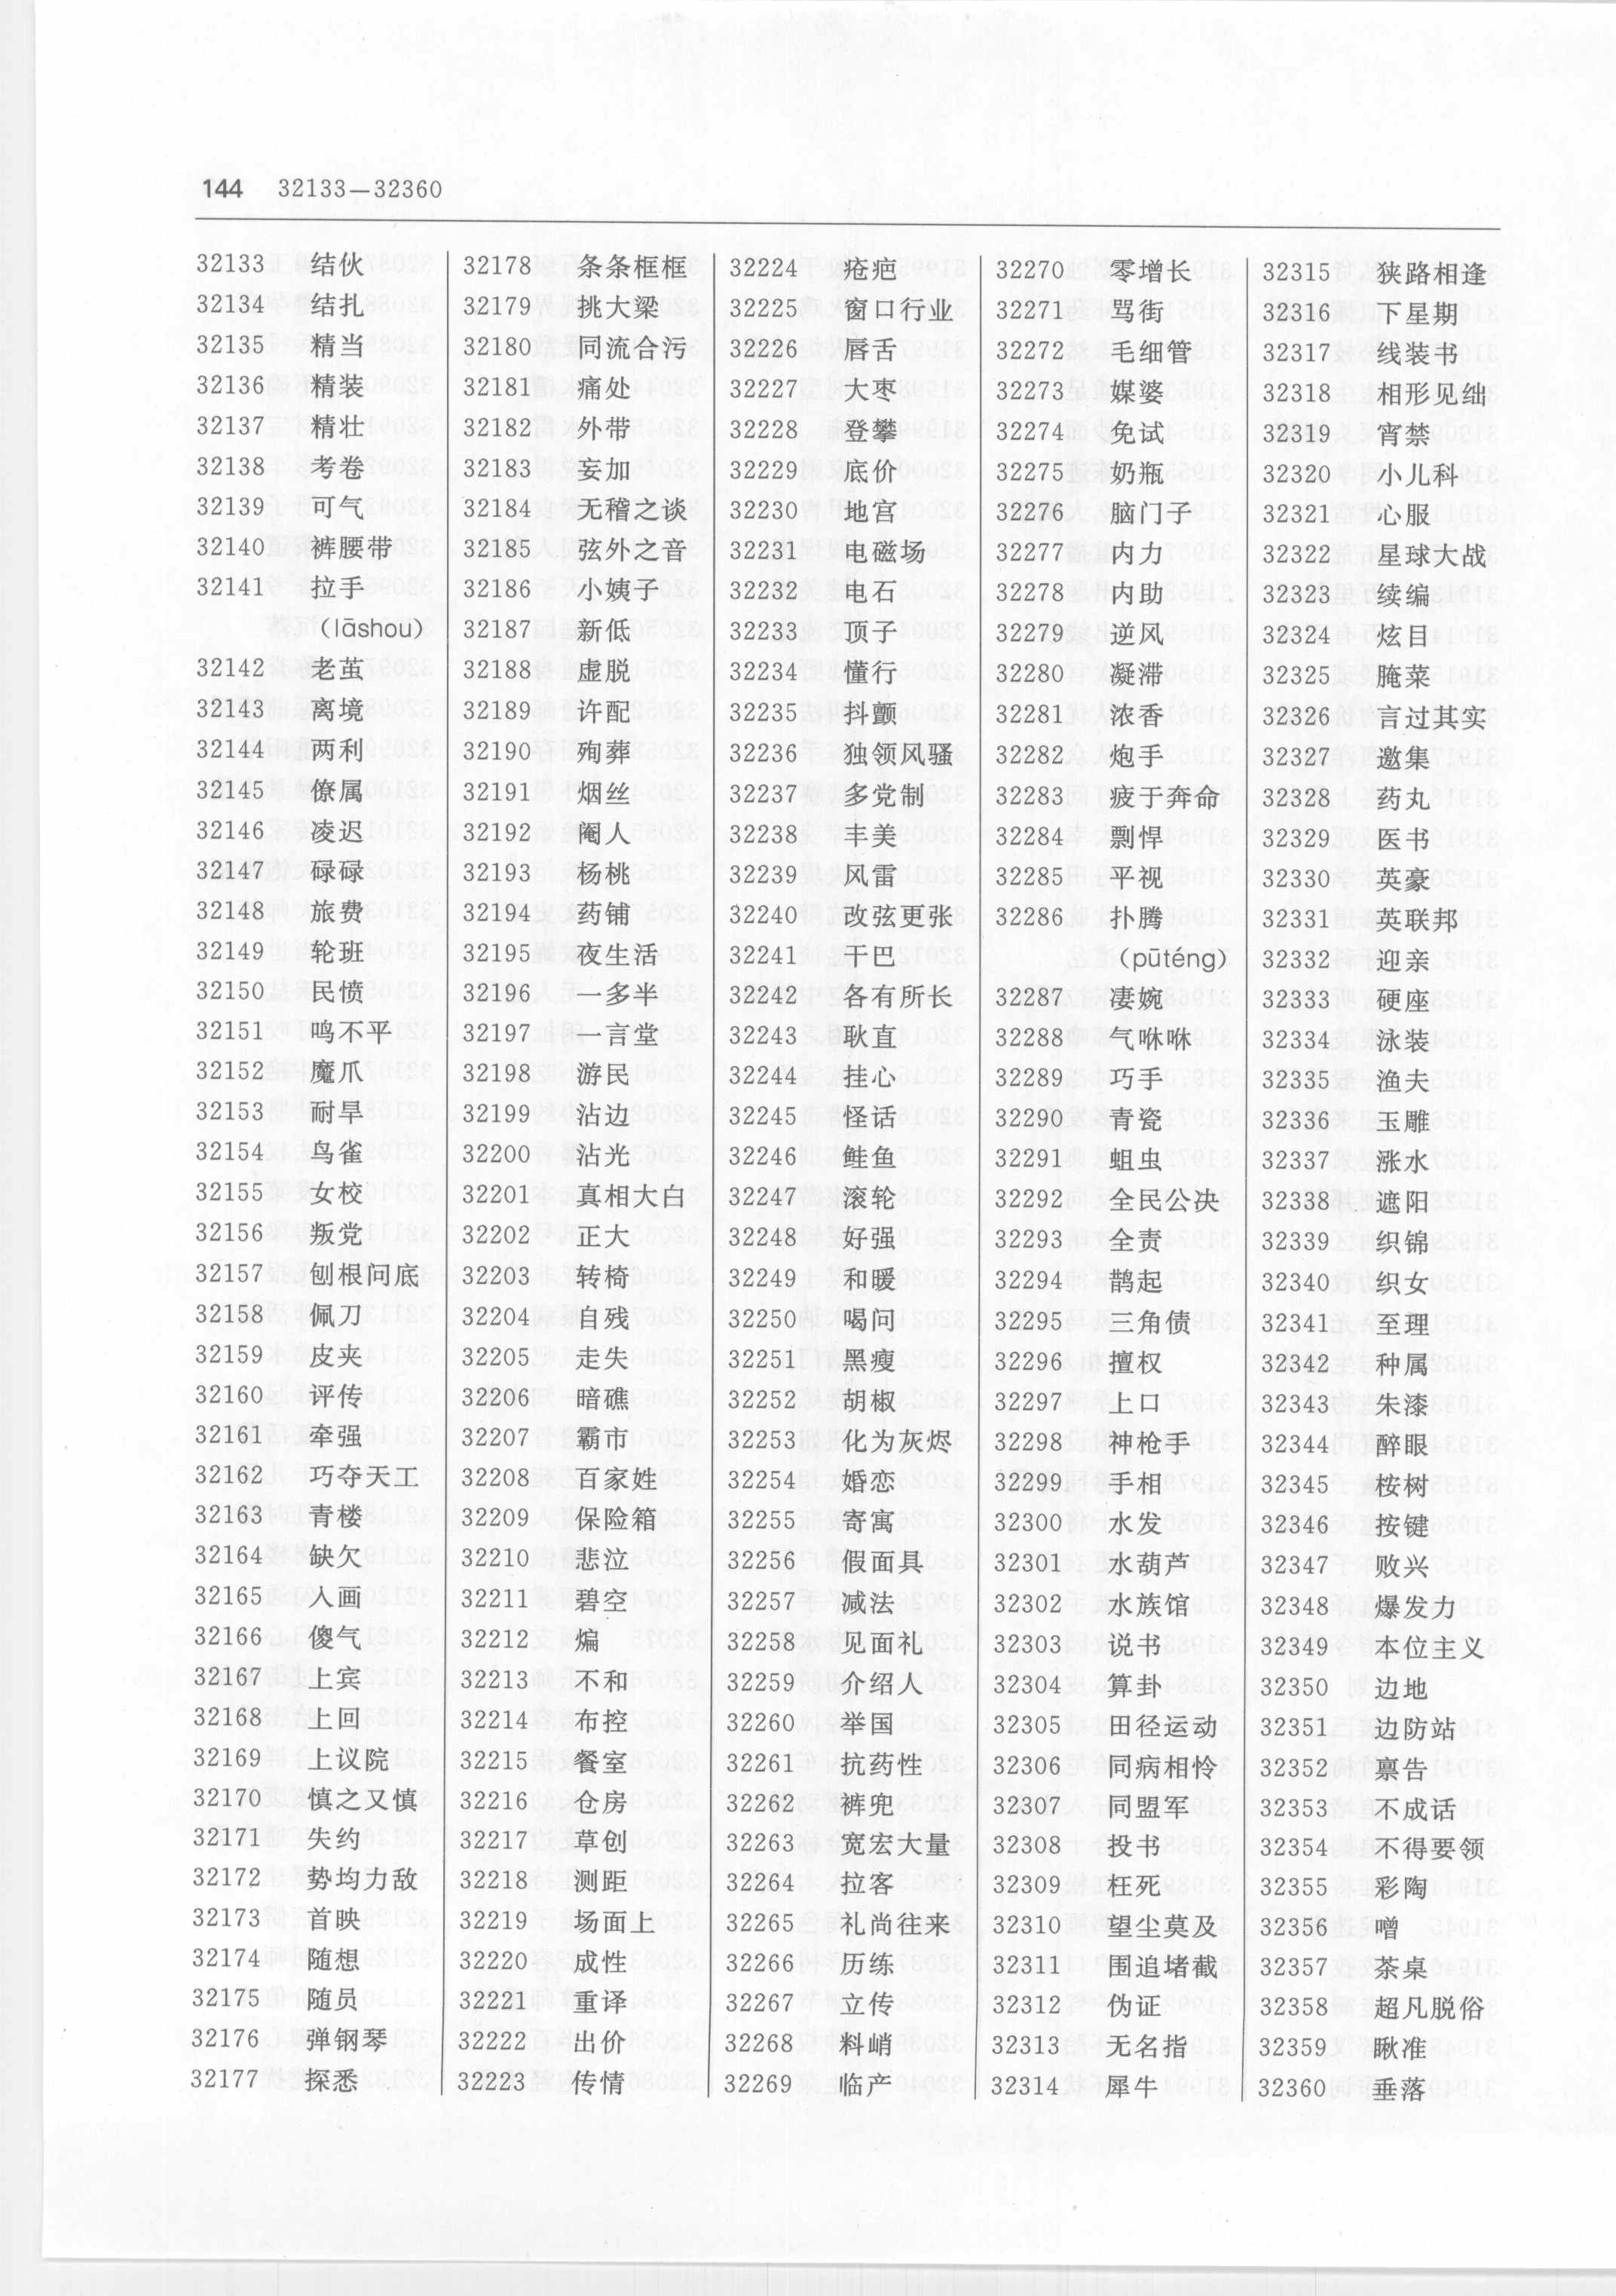 144 32133—32360
32133 结伙
32134 结扎
32135 精当
32136 精装
32137 精壮
32138 考卷
32139 可气
32140 裤腰带
32141 拉手
(lāshou)
32142 老茧
32143 离境
32144 两利
32145 僚属
32146 凌迟
32147 碌碌
32148 旅费
32149 轮班
32150 民愤
32151 鸣不平
32152 魔爪
32153 耐旱
32154 鸟雀
32155 女校
32156 叛党
32157 刨根问底
32158 佩刀
32159 皮夹
32160 评传
32161 牵强
32162 巧夺天工
32163 青楼
32164 缺欠
32165 人画
32166 傻气
32167 上宾
32168 上回
32169 上议院
32170 慎之又慎
32171 失约
32172 势均力敌
32173 首映
32174 随想
32175 随员
32176 弹钢琴
32177 探悉
32178 条条框框
32179 挑大梁
32180 同流合污
32181 痛处
32182 外带
32183 妄加
32184 无稽之谈
32185 弦外之音
32186 小姨子
32187 新低
32188 虚脱
32189 许配
32190 殉葬
32191 烟丝
32192 阉人
32193 杨桃
32194 药铺
32195 夜生活
32196 一多半
32197 一言堂
32198 游民
32199 沾边
32200 沾光
32201 真相大白
32202 正大
32203 转椅
32204 自残
32205 走失
32206 暗礁
32207 霸市
32208 百家姓
32209 保险箱
32210 悲泣
32211 碧空
32212 煸
32213 不和
32214 布控
32215 餐室
32216 仓房
32217 草创
32218 测距
32219 场面上
32220 成性
32221 重译
32222 出价
32223 传情
32224 疮疤
32225 窗口行业
32226 唇舌
32227 大枣
32228 登攀
32229 底价
32230 地宫
32231 电磁场
32232 电石
32233 顶子
32234 懂行
32235 抖颤
32236 独领风骚
32237 多党制
32238 丰美
32239 风雷
32240 改弦更张
32241 干巴
32242 各有所长
32243 耿直
32244 挂心
32245 怪话
32246 鲑鱼
32247 滚轮
32248 好强
32249 和暖
32250 喝问
32251 黑瘦
32252 胡椒
32253 化为灰烬
32254 婚恋
32255 寄寓
32256 假面具
32257 减法
32258 见面礼
32259 介绍人
32260 举国
32261 抗药性
32262 裤兜
32263 宽宏大量
32264 拉客
32265 礼尚往来
32266 历练
32267 立传
32268 料峭
32269 临产
32270 零增长
32271 骂街
32272 毛细管
32273 媒婆
32274 免试
32275 奶瓶
32276 脑门子
32277 内力
32278 内助
32279 逆风
32280 凝滞
32281 浓香
32282 炮手
32283 疲于奔命
32284 剽悍
32285 平视
32286 扑腾
(pūténg)
32287 凄婉
32288 气咻咻
32289 巧手
32290 青瓷
32291 蛆虫
32292 全民公决
32293 全责
32294 鹊起
32295 三角债
32296 擅权
32297 上口
32298 神枪手
32299 手相
32300 水发
32301 水葫芦
32302 水族馆
32303 说书
32304 算卦
32305 田径运动
32306 同病相怜
32307 同盟军
32308 投书
32309 枉死
32310 望尘莫及
32311 围追堵截
32312 伪证
32313 无名指
32314 犀牛
32315 狭路相逢
32316 下星期
32317 线装书
32318 相形见绌
32319 宵禁
32320 小儿科
32321 心服
32322 星球大战
32323 续编
32324 炫目
32325 腌菜
32326 言过其实
32327 邀集
32328 药丸
32329 医书
32330 英豪
32331 英联邦
32332 迎亲
32333 硬座
32334 泳装
32335 渔夫
32336 玉雕
32337 涨水
32338 遮阳
32339 织锦
32340 织女
32341 至理
32342 种属
32343 朱漆
32344 醉眼
32345 桉树
32346 按键
32347 败兴
32348 爆发力
32349 本位主义
32350 边地
32351 边防站
32352 禀告
32353 不成话
32354 不得要领
32355 彩陶
32356 噌
32357 茶桌
32358 超凡脱俗
32359 瞅准
32360 垂落